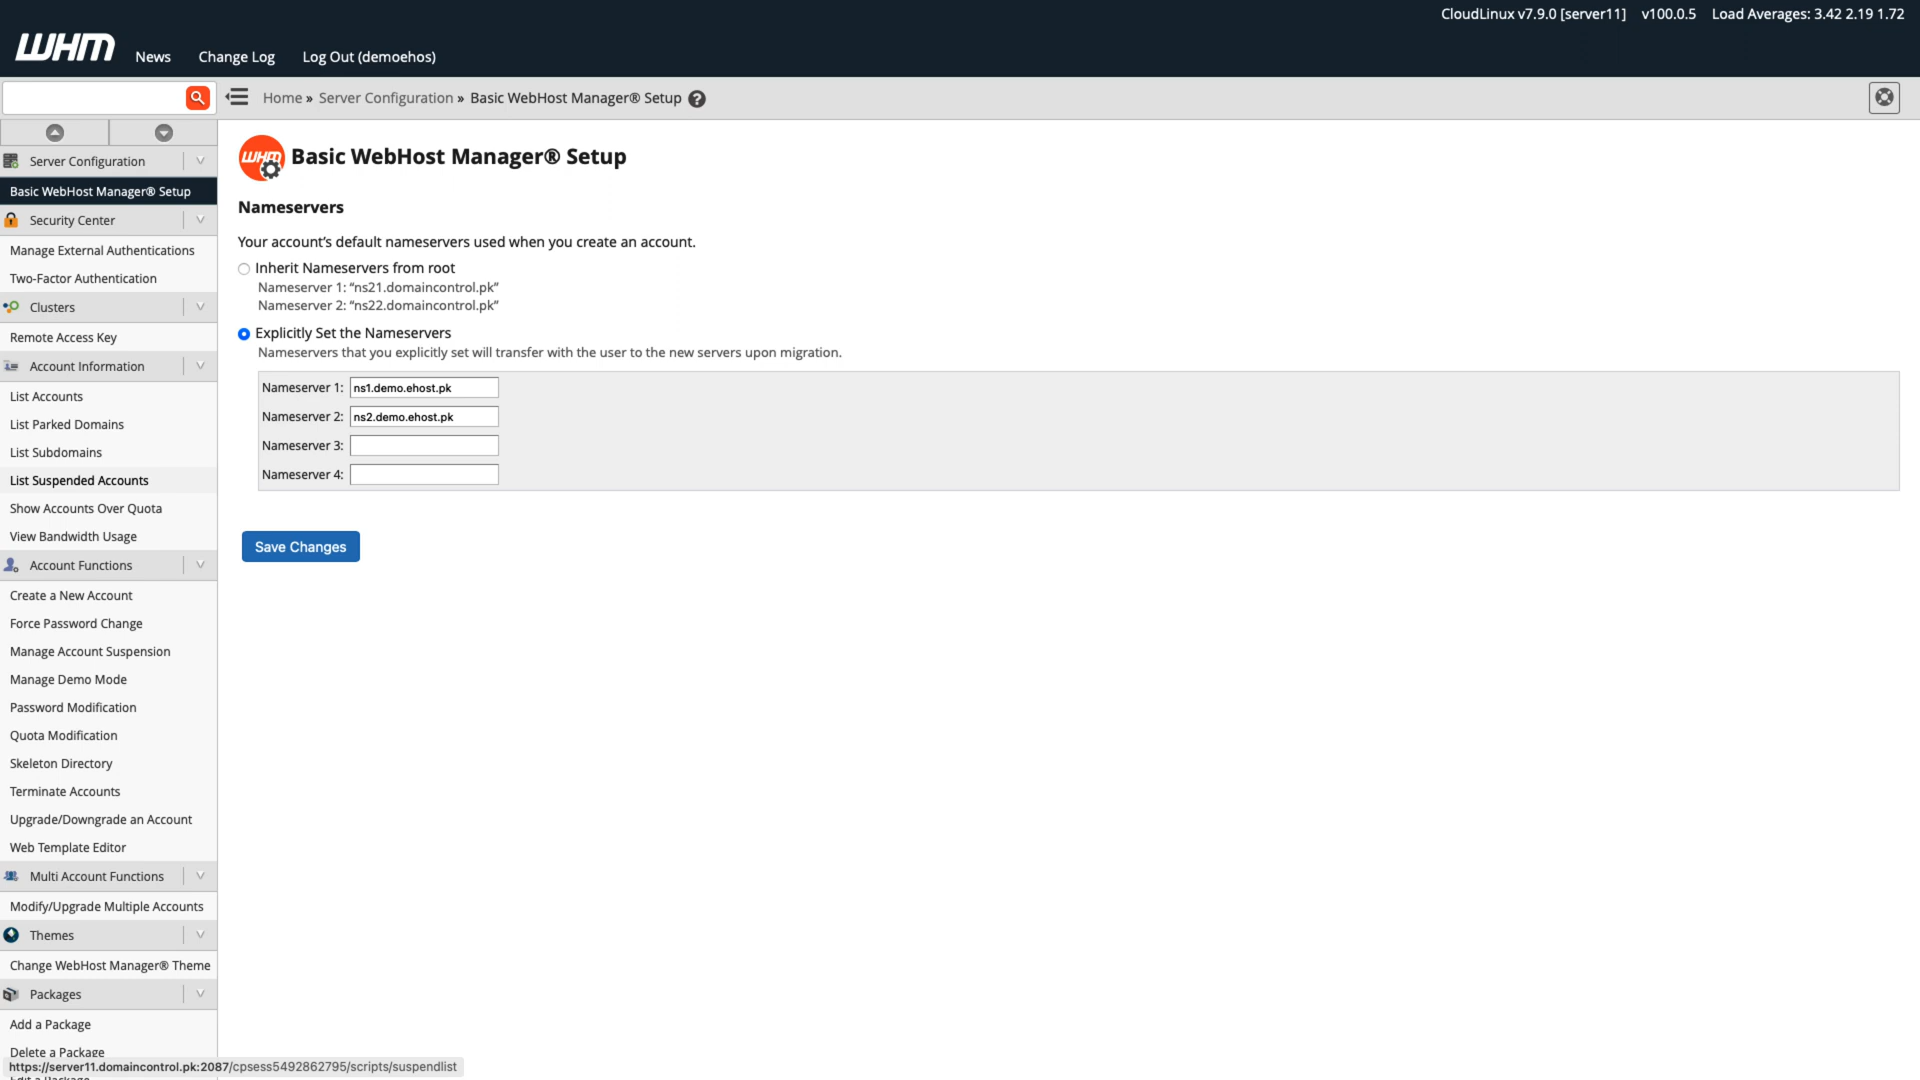 CloudLinux v7.9.0 [server11] v100.0.5 Load Averages: 3.42 2.19 1.72
WHM News Change Log Log Out (demoehos)
Home » Server Configuration » Basic WebHost Manager® Setup
Server Configuration
Basic WebHost Manager® Setup
Security Center
Manage External Authentications
Two-Factor Authentication
Clusters
Remote Access Key
Account Information
List Accounts
List Parked Domains
List Subdomains
List Suspended Accounts
Show Accounts Over Quota
View Bandwidth Usage
Account Functions
Create a New Account
Force Password Change
Manage Account Suspension
Manage Demo Mode
Password Modification
Quota Modification
Skeleton Directory
Terminate Accounts
Upgrade/Downgrade an Account
Web Template Editor
Multi Account Functions
Modify/Upgrade Multiple Accounts
Themes
Change WebHost Manager® Theme
Packages
Add a Package
Delete a Package
https://server11.domaincontrol.pk:2087/cpsess5492862795/scripts/suspendlist
WHM Basic WebHost Manager® Setup
Nameservers
Your account’s default nameservers used when you create an account.
Inherit Nameservers from root
Nameserver 1: “ns21.domaincontrol.pk”
Nameserver 2: “ns22.domaincontrol.pk”
Explicitly Set the Nameservers
Nameservers that you explicitly set will transfer with the user to the new servers upon migration.
Nameserver 1: ns1.demo.ehost.pk
Nameserver 2: ns2.demo.ehost.pk
Nameserver 3:
Nameserver 4:
Save Changes